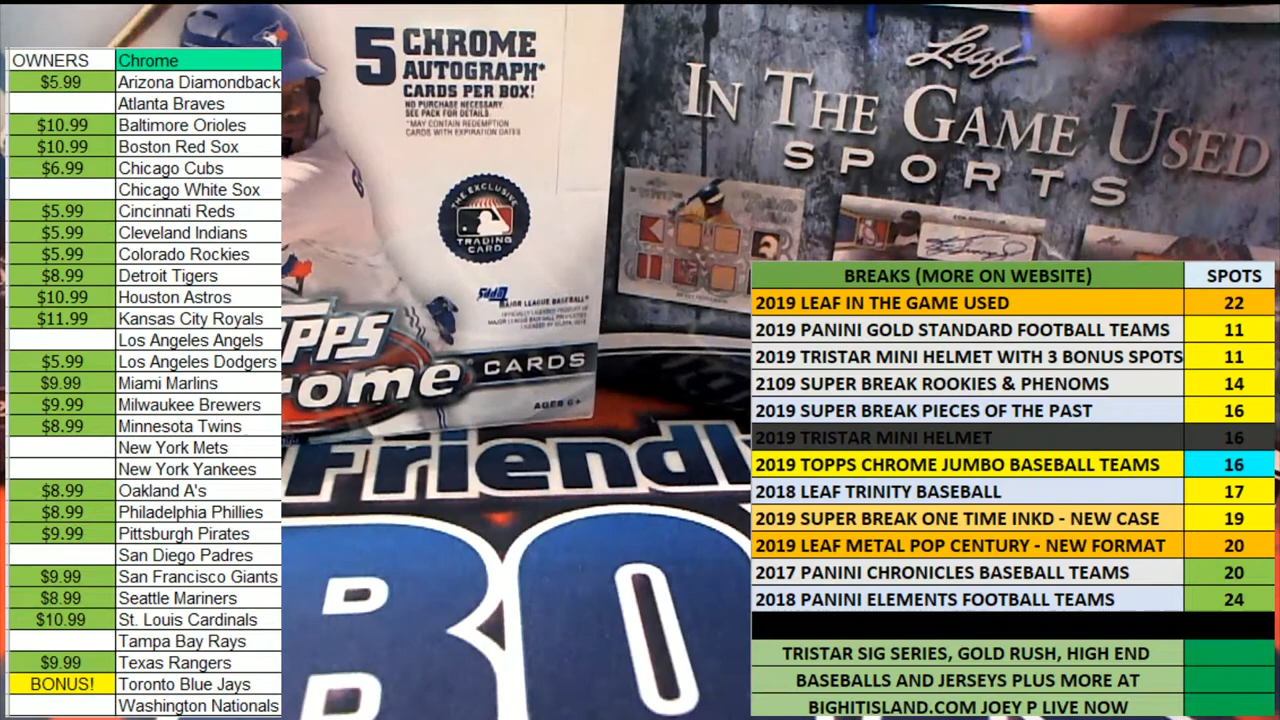 OWNERS Chrome
$5.99 Arizona Diamondback
Atlanta Braves
$10.99 Baltimore Orioles
$10.99 Boston Red Sox
$6.99 Chicago Cubs
Chicago White Sox
$5.99 Cincinnati Reds
$5.99 Cleveland Indians
$5.99 Colorado Rockies
$8.99 Detroit Tigers
$10.99 Houston Astros
$11.99 Kansas City Royals
Los Angeles Angels
$5.99 Los Angeles Dodgers
$9.99 Miami Marlins
$9.99 Milwaukee Brewers
$8.99 Minnesota Twins
New York Mets
New York Yankees
$8.99 Oakland A's
$8.99 Philadelphia Phillies
$9.99 Pittsburgh Pirates
San Diego Padres
$9.99 San Francisco Giants
$8.99 Seattle Mariners
$10.99 St. Louis Cardinals
Tampa Bay Rays
$9.99 Texas Rangers
BONUS! Toronto Blue Jays
Washington Nationals
5 CHROME
AUTOGRAPH*
CARDS PER BOX!
NO PURCHASE NECESSARY.
SEE PACK FOR DETAILS.
*MAY CONTAIN REDEMPTION
CARDS WITH EXPIRATION DATES
THE EXCLUSIVE
TRADING
CARD
MAJOR LEAGUE BASEBALL®
PPS
rome CARDS
AGES 6+
Leaf
IN THE GAME USED
SPORTS
Friendl
BO
BREAKS (MORE ON WEBSITE) SPOTS
2019 LEAF IN THE GAME USED 22
2019 PANINI GOLD STANDARD FOOTBALL TEAMS 11
2019 TRISTAR MINI HELMET WITH 3 BONUS SPOTS 11
2109 SUPER BREAK ROOKIES & PHENOMS 14
2019 SUPER BREAK PIECES OF THE PAST 16
2019 TRISTAR MINI HELMET 16
2019 TOPPS CHROME JUMBO BASEBALL TEAMS 16
2018 LEAF TRINITY BASEBALL 17
2019 SUPER BREAK ONE TIME INKD - NEW CASE 19
2019 LEAF METAL POP CENTURY - NEW FORMAT 20
2017 PANINI CHRONICLES BASEBALL TEAMS 20
2018 PANINI ELEMENTS FOOTBALL TEAMS 24
TRISTAR SIG SERIES, GOLD RUSH, HIGH END
BASEBALLS AND JERSEYS PLUS MORE AT
BIGHITISLAND.COM JOEY P LIVE NOW